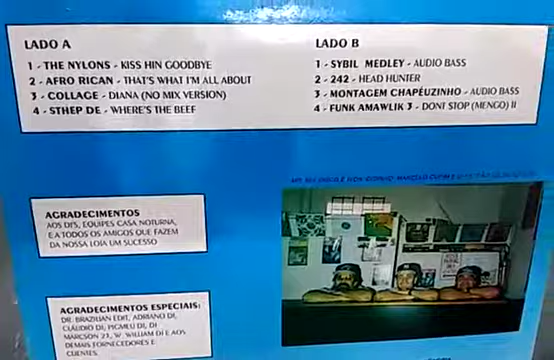 LADO A
1 - THE NYLONS - KISS HIN GOODBYE
2 - AFRO RICAN - THAT'S WHAT I'M ALL ABOUT
3 - COLLAGE - DIANA (NO MIX VERSION)
4 - STHEP DE - WHERE'S THE BEEF
LADO B
1 - SYBIL MEDLEY - AUDIO BASS
2 - 242 - HEAD HUNTER
3 - MONTAGEM CHAPÉUZINHO - AUDIO BASS
4 - FUNK AMAWLIK 3 - DONT STOP (MENGO) II
AGRADECIMENTOS
AOS DJS, EQUIPES CASA NOTURNA,
E A TODOS OS AMIGOS QUE FAZEM
DA NOSSA LOJA UM SUCESSO
AGRADECIMENTOS ESPECIAIS:
DR. BRAZILIAN EDIT, ADRIANO DJ,
CLÁUDIO DJ, PIGMEU DJ, DJ
MARCSON 23, W. WILLIAM DJ E AOS
DEMAIS FORNECEDORES E
CLIENTES.